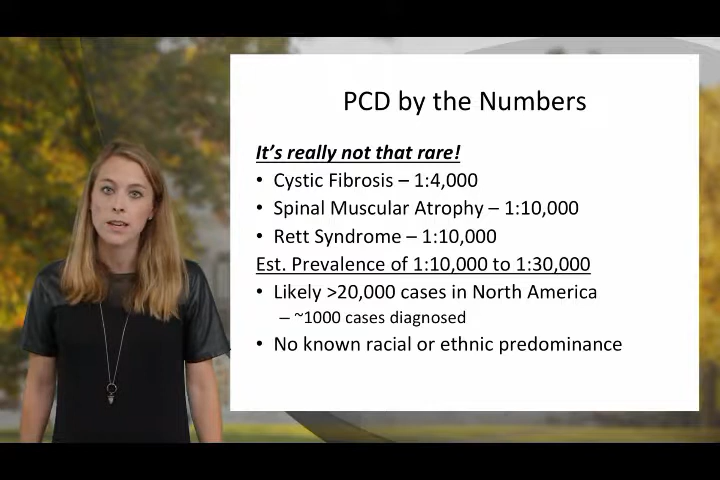 PCD by the Numbers
It's really not that rare!
• Cystic Fibrosis – 1:4,000
• Spinal Muscular Atrophy – 1:10,000
• Rett Syndrome – 1:10,000
Est. Prevalence of 1:10,000 to 1:30,000
• Likely >20,000 cases in North America
– ~1000 cases diagnosed
• No known racial or ethnic predominance